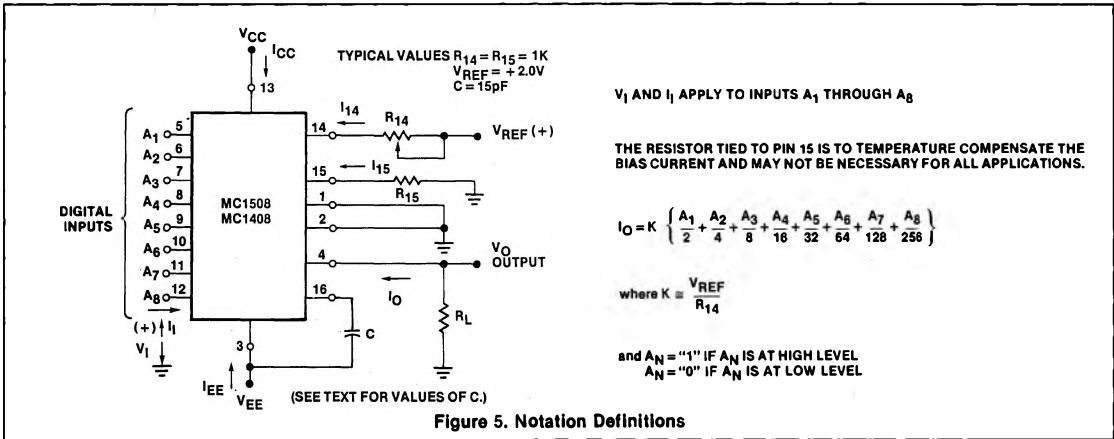 VCC
ICC
13
TYPICAL VALUES R14 = R15 = 1K
VREF = +2.0V
C = 15pF
I14
14
R14
VREF (+)
I15
15
R15
1
2
VO
OUTPUT
4
IO
16
RL
C
DIGITAL
INPUTS
A1 5
A2 6
A3 7
A4 8
A5 9
A6 10
A7 11
A8 12
MC1508
MC1408
(+) II
VI
3
IEE
VEE
(SEE TEXT FOR VALUES OF C.)
VI AND II APPLY TO INPUTS A1 THROUGH A8
THE RESISTOR TIED TO PIN 15 IS TO TEMPERATURE COMPENSATE THE
BIAS CURRENT AND MAY NOT BE NECESSARY FOR ALL APPLICATIONS.
IO = K { A1/2 + A2/4 + A3/8 + A4/16 + A5/32 + A6/64 + A7/128 + A8/256 }
where K ≅ VREF/R14
and AN = "1" IF AN IS AT HIGH LEVEL
AN = "0" IF AN IS AT LOW LEVEL
Figure 5. Notation Definitions